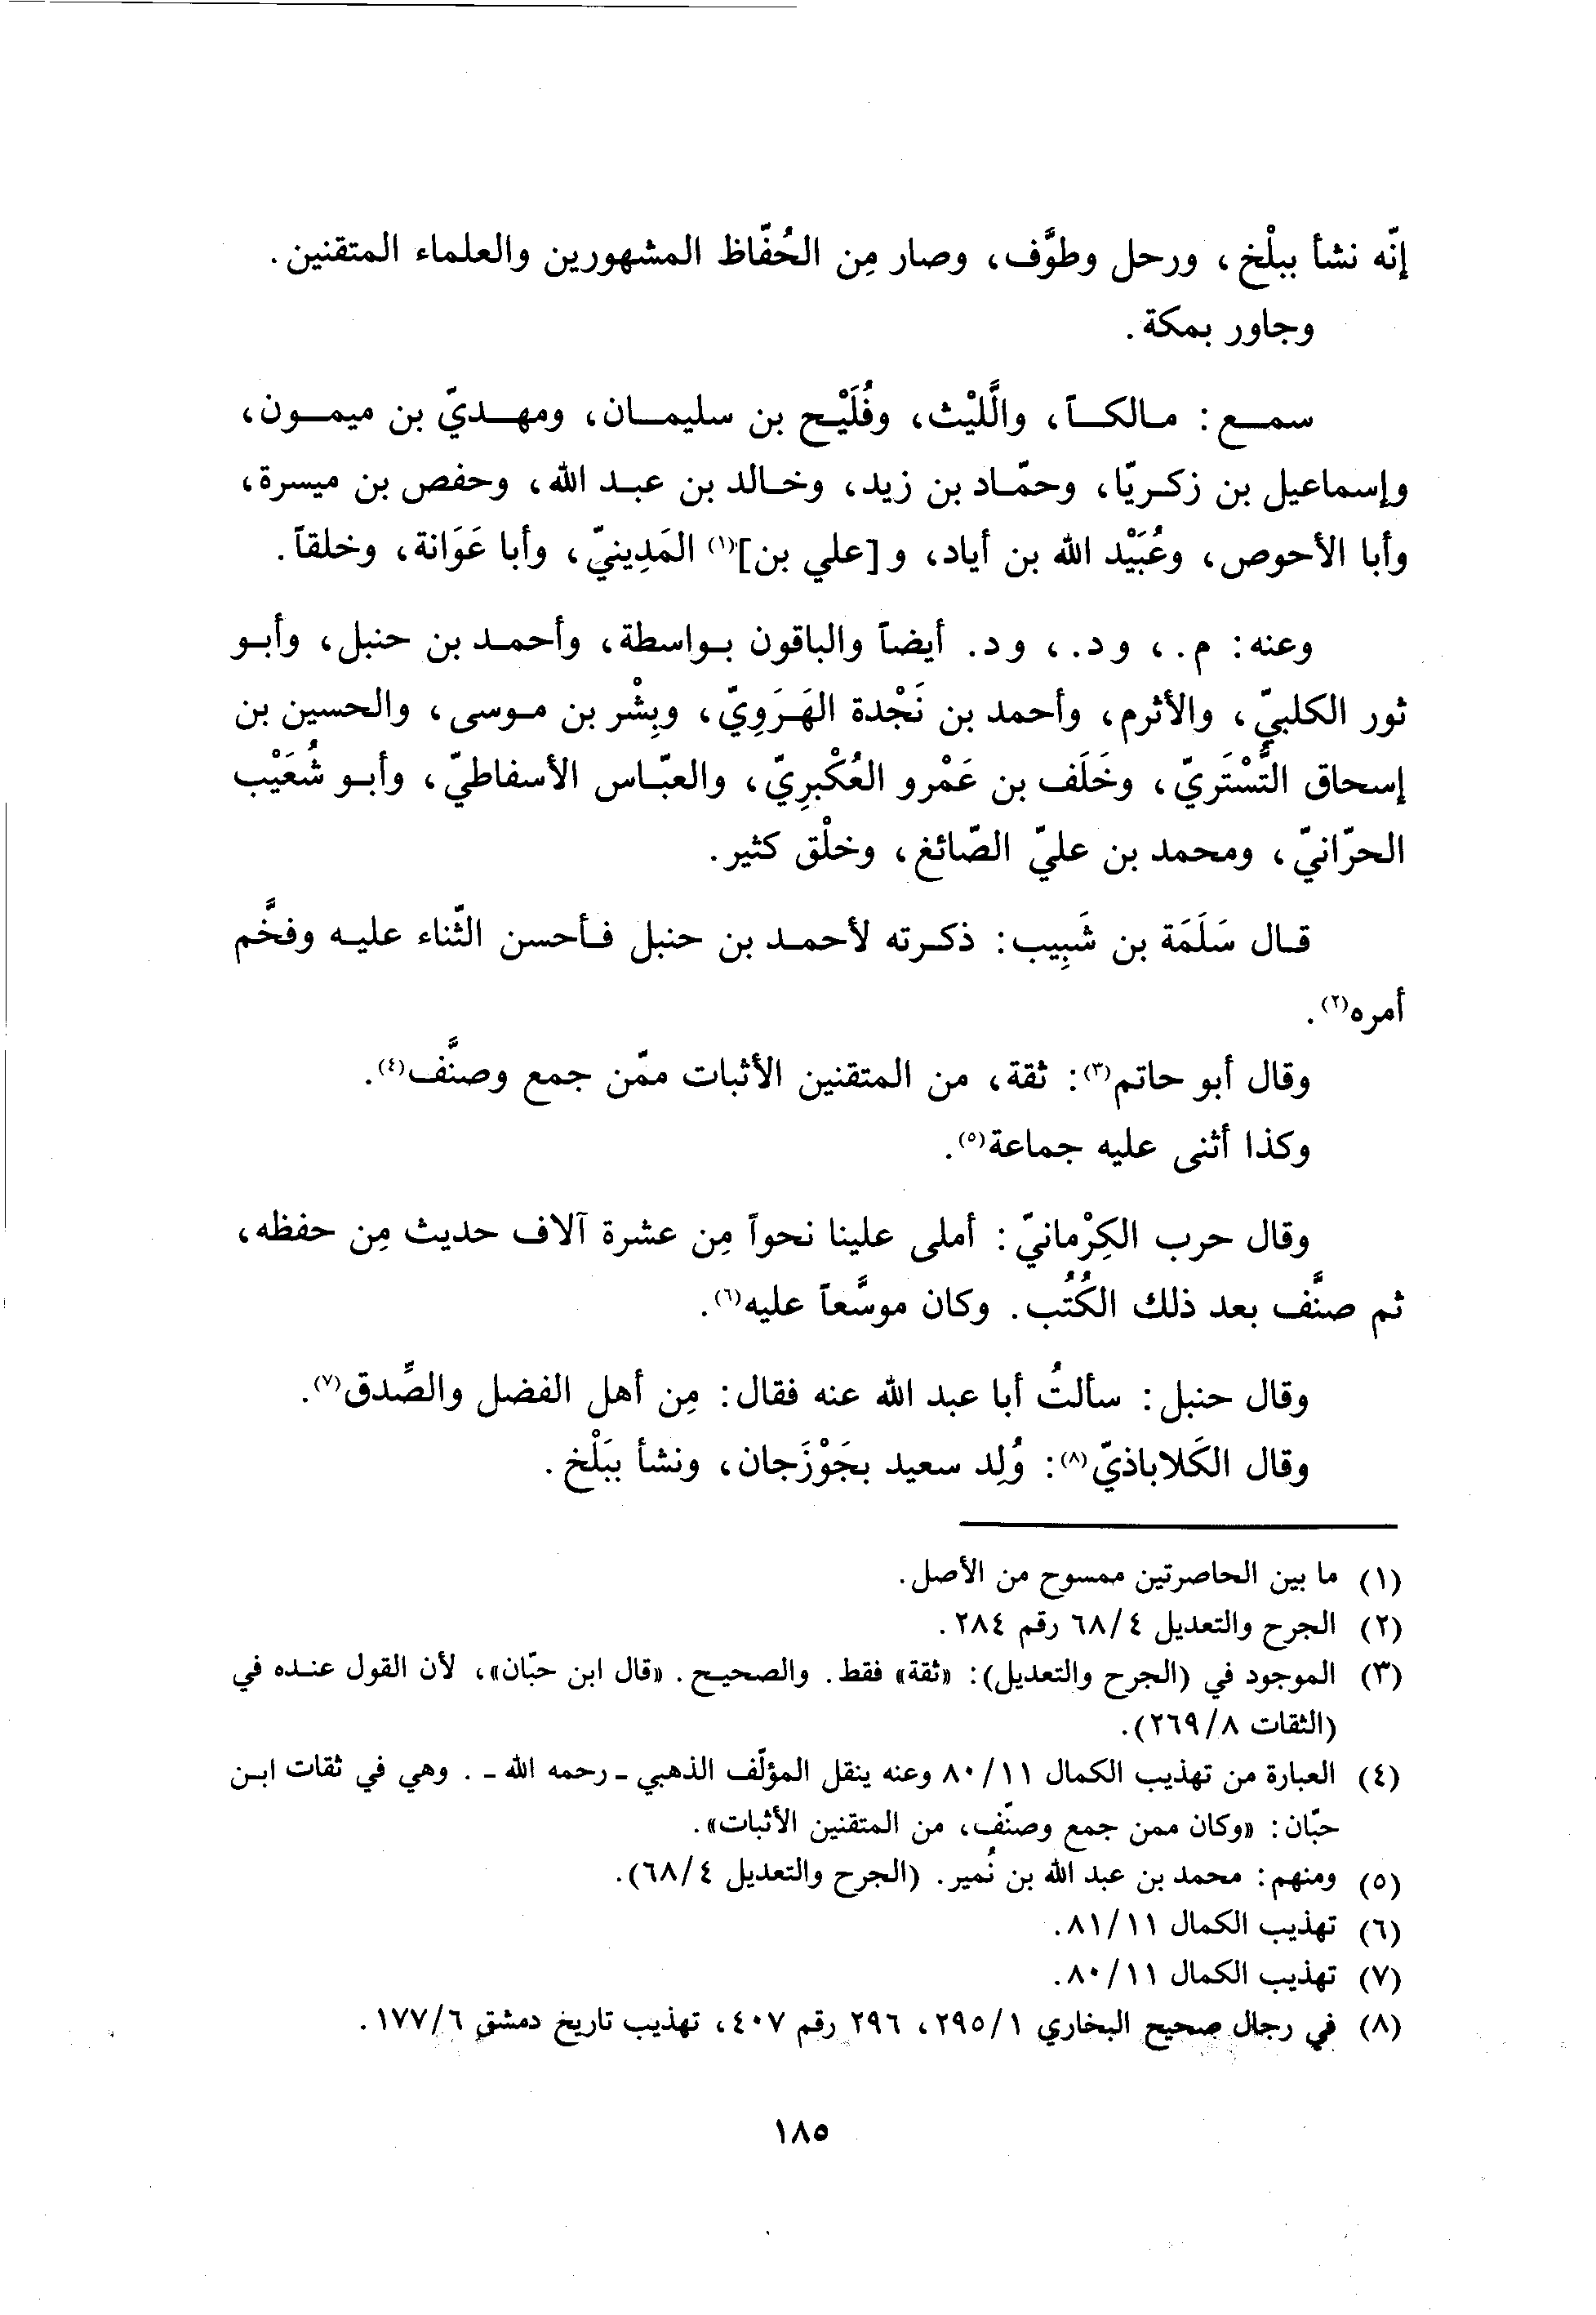 إنّه نشأ ببلْخ، ورحل وطوَّف، وصار مِن الحُفّاظ المشهورين والعلماء المتقنين.
وجاور بمكة.
سمع: مالكاً، واللَّيْث، وفُلَيْح بن سليمان، ومهديّ بن ميمون،
وإسماعيل بن زكريّا، وحمّاد بن زيد، وخالد بن عبد الله، وحفص بن ميسرة،
وأبا الأحوص، وعُبَيْد الله بن أياد، و[علي بن](١) المَدِينيّ، وأبا عَوَانة، وخلقاً.
وعنه: م.، ود.، ود. أيضاً والباقون بواسطة، وأحمد بن حنبل، وأبو
ثور الكلبيّ، والأثرم، وأحمد بن نَجْدة الهَرَوِيّ، وبِشْر بن موسى، والحسين بن
إسحاق التُّسْتَريّ، وخَلَف بن عَمْرو العُكْبرِيّ، والعبّاس الأسفاطيّ، وأبو شُعَيْب
الحرّانيّ، ومحمد بن عليّ الصّائغ، وخلْق كثير.
قال سَلَمَة بن شَبِيب: ذكرته لأحمد بن حنبل فأحسن الثّناء عليه وفخَّم
أمره(٢).
وقال أبو حاتم(٣): ثقة، من المتقنين الأثبات ممّن جمع وصنَّف(٤).
وكذا أثنى عليه جماعة(٥).
وقال حرب الكِرْمانيّ: أملى علينا نحواً مِن عشرة آلاف حديث مِن حفظه،
ثم صنَّف بعد ذلك الكُتُب. وكان موسَّعاً عليه(٦).
وقال حنبل: سألتُ أبا عبد الله عنه فقال: مِن أهل الفضل والصِّدق(٧).
وقال الكَلاباذيّ(٨): وُلِد سعيد بجَوْزَجان، ونشأ ببَلْخ.
(١) ما بين الحاصرتين ممسوح من الأصل.
(٢) الجرح والتعديل ٤/٦٨ رقم ٢٨٤.
(٣) الموجود في (الجرح والتعديل): «ثقة» فقط. والصحيح. «قال ابن حبّان»، لأن القول عنده في
(الثقات ٨/٢٦٩).
(٤) العبارة من تهذيب الكمال ١١/٨٠ وعنه ينقل المؤلّف الذهبي ـ رحمه الله ـ. وهي في ثقات ابن
حبّان: «وكان ممن جمع وصنّف، من المتقنين الأثبات».
(٥) ومنهم: محمد بن عبد الله بن نُمير. (الجرح والتعديل ٤/٦٨).
(٦) تهذيب الكمال ١١/٨١.
(٧) تهذيب الكمال ١١/٨٠.
(٨) في رجال صحيح البخاري ١/٢٩٥، ٢٩٦ رقم ٤٠٧، تهذيب تاريخ دمشق ٦/١٧٧.
١٨٥